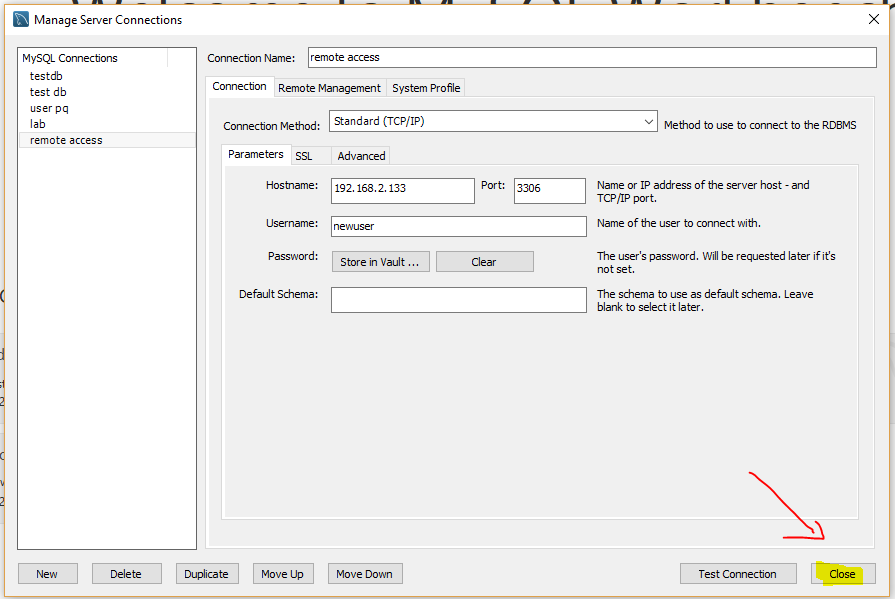 Manage Server Connections
MySQL Connections
testdb
test db
user pq
lab
remote access
Connection Name: remote access
Connection Remote Management System Profile
Connection Method: Standard (TCP/IP) Method to use to connect to the RDBMS
Parameters SSL Advanced
Hostname: 192.168.2.133 Port: 3306 Name or IP address of the server host - and
TCP/IP port.
Username: newuser Name of the user to connect with.
Password: Store in Vault ... Clear The user's password. Will be requested later if it's
not set.
Default Schema: The schema to use as default schema. Leave
blank to select it later.
New Delete Duplicate Move Up Move Down Test Connection Close